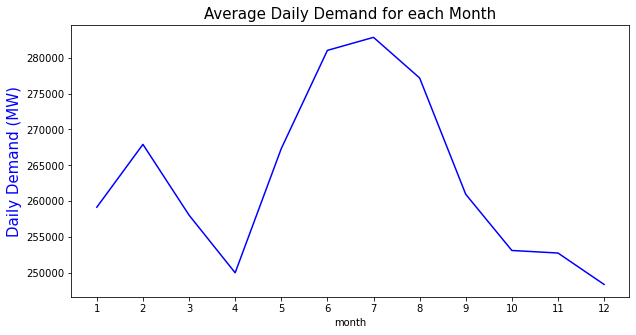 Average Daily Demand for each Month
Daily Demand (MW)
280000
275000
270000
265000
260000
255000
250000
1 2 3 4 5 6 7 8 9 10 11 12
month